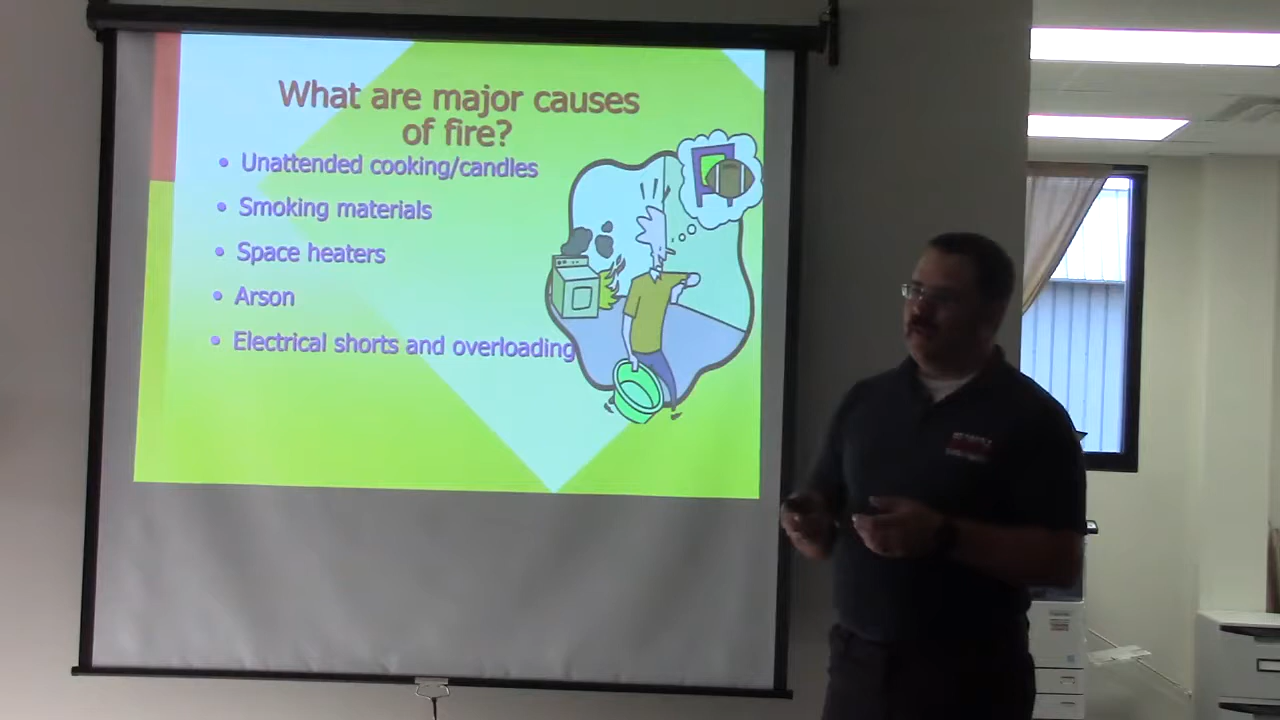 What are major causes
of fire?
• Unattended cooking/candles
• Smoking materials
• Space heaters
• Arson
• Electrical shorts and overloading